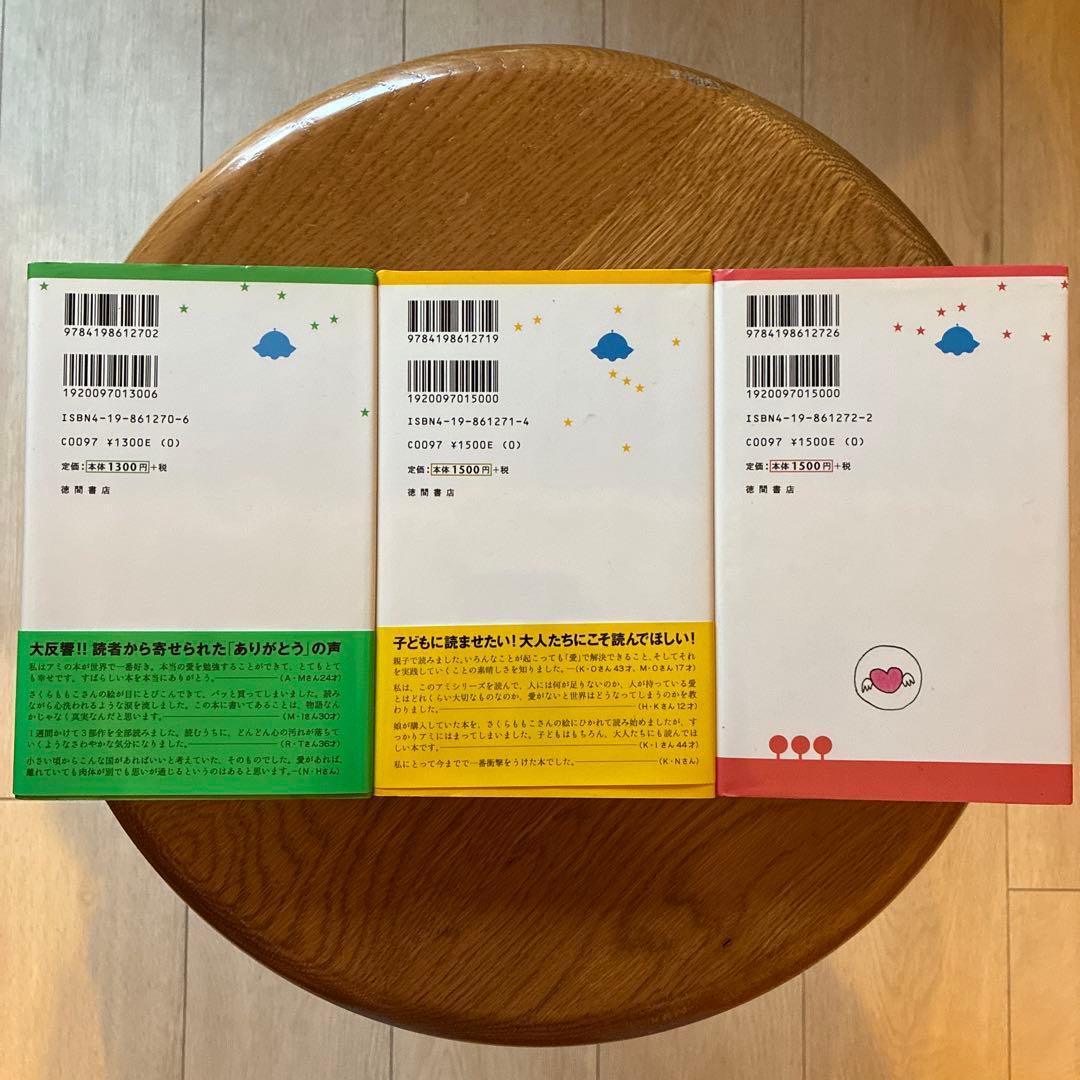 9784198612702
1920097013006
ISBN4-19-861270-6
C0097 ¥1300E (0)
定価：本体1300円+税
徳間書店
大反響!! 読者から寄せられた「ありがとう」の声
私はアミの本が世界で一番好き。本当の愛を勉強することができて、とてもとて
も幸せです。すばらしい本を本当にありがとう。——(A・Mさん24才)
さくらももこさんの絵が目にとびこんできて、パッと買ってしまいました。読み
ながら心洗われるような涙を流しました。この本に書いてあることは、物語なん
かじゃなく真実なんだと思います。——(M・Iさん30才)
1週間かけて3部作を全部読みました。読むうちに、どんどん心の汚れが落ちて
いくようなさわやかな気分になりました。——(R・Tさん36才)
小さい頃からこんな国があればいいと考えていた、そのものでした。愛があれば、
離れていても肉体が別でも思いが通じるというのはあると思います。—(N・Hさん)
9784198612719
1920097015000
ISBN4-19-861271-4
C0097 ¥1500E (0)
定価：本体1500円+税
徳間書店
子どもに読ませたい！大人たちにこそ読んでほしい！
親子で読みました。いろんなことが起こっても「愛」で解決できること、そしてそれ
を実践していくことの素晴しさを知りました。——(K・Oさん43才、M・Oさん17才)
私は、このアミシリーズを読んで、人には何が足りないのか、人が持っている愛
とはどれくらい大切なものなのか、愛がないと世界はどうなってしまうのかを教
わりました。——(H・Kさん12才)
娘が購入していた本を、さくらももこさんの絵にひかれて読み始めましたが、すっ
かりアミにはまってしまいました。子どもはもちろん、大人たちにも読んでほ
しい本です。——(K・Iさん44才)
私にとって今までで一番衝撃をうけた本でした。——(K・Nさん)
9784198612726
1920097015000
ISBN4-19-861272-2
C0097 ¥1500E (0)
定価：本体1500円+税
徳間書店